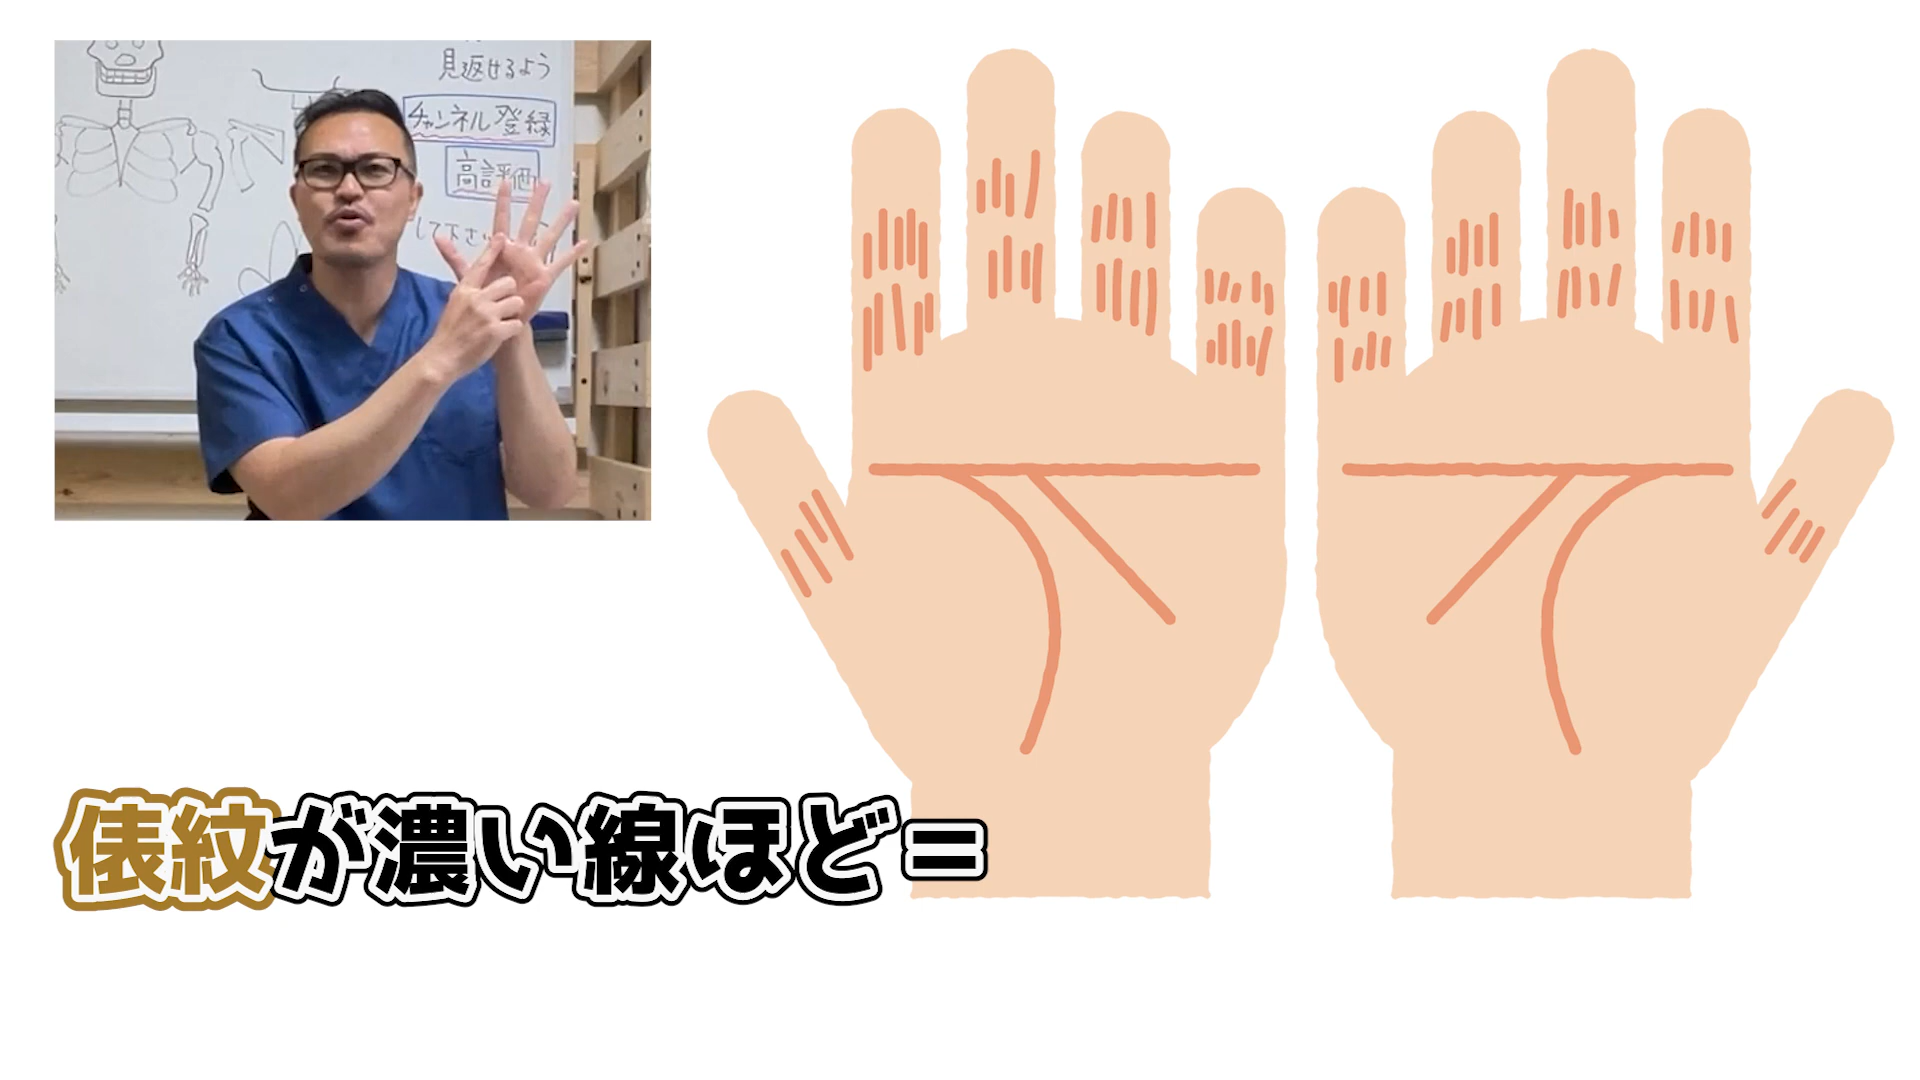 見返せるよう
チャンネル登録
高評価
して下さい
俵紋が濃い線ほど＝